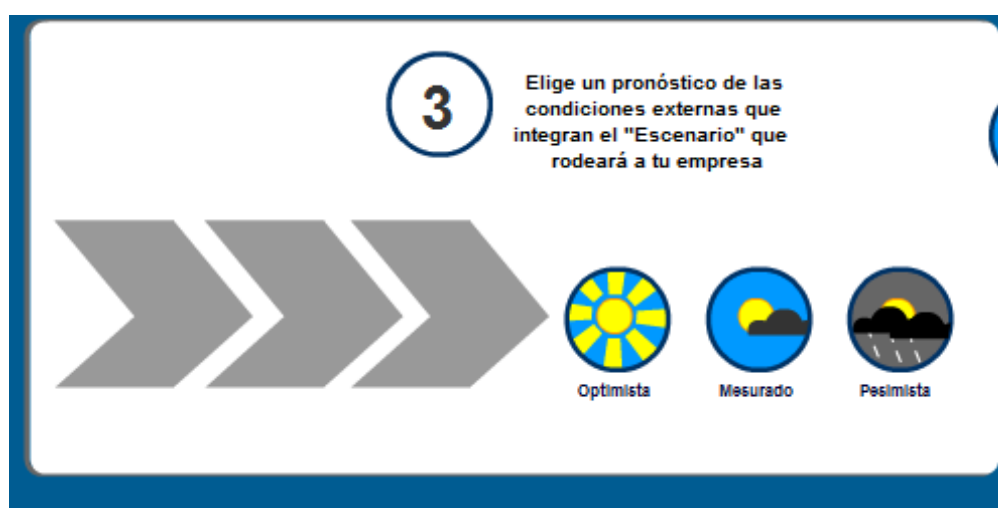 3
Elige un pronóstico de las
condiciones externas que
integran el "Escenario" que
rodeará a tu empresa
Optimista
Mesurado
Pesimista